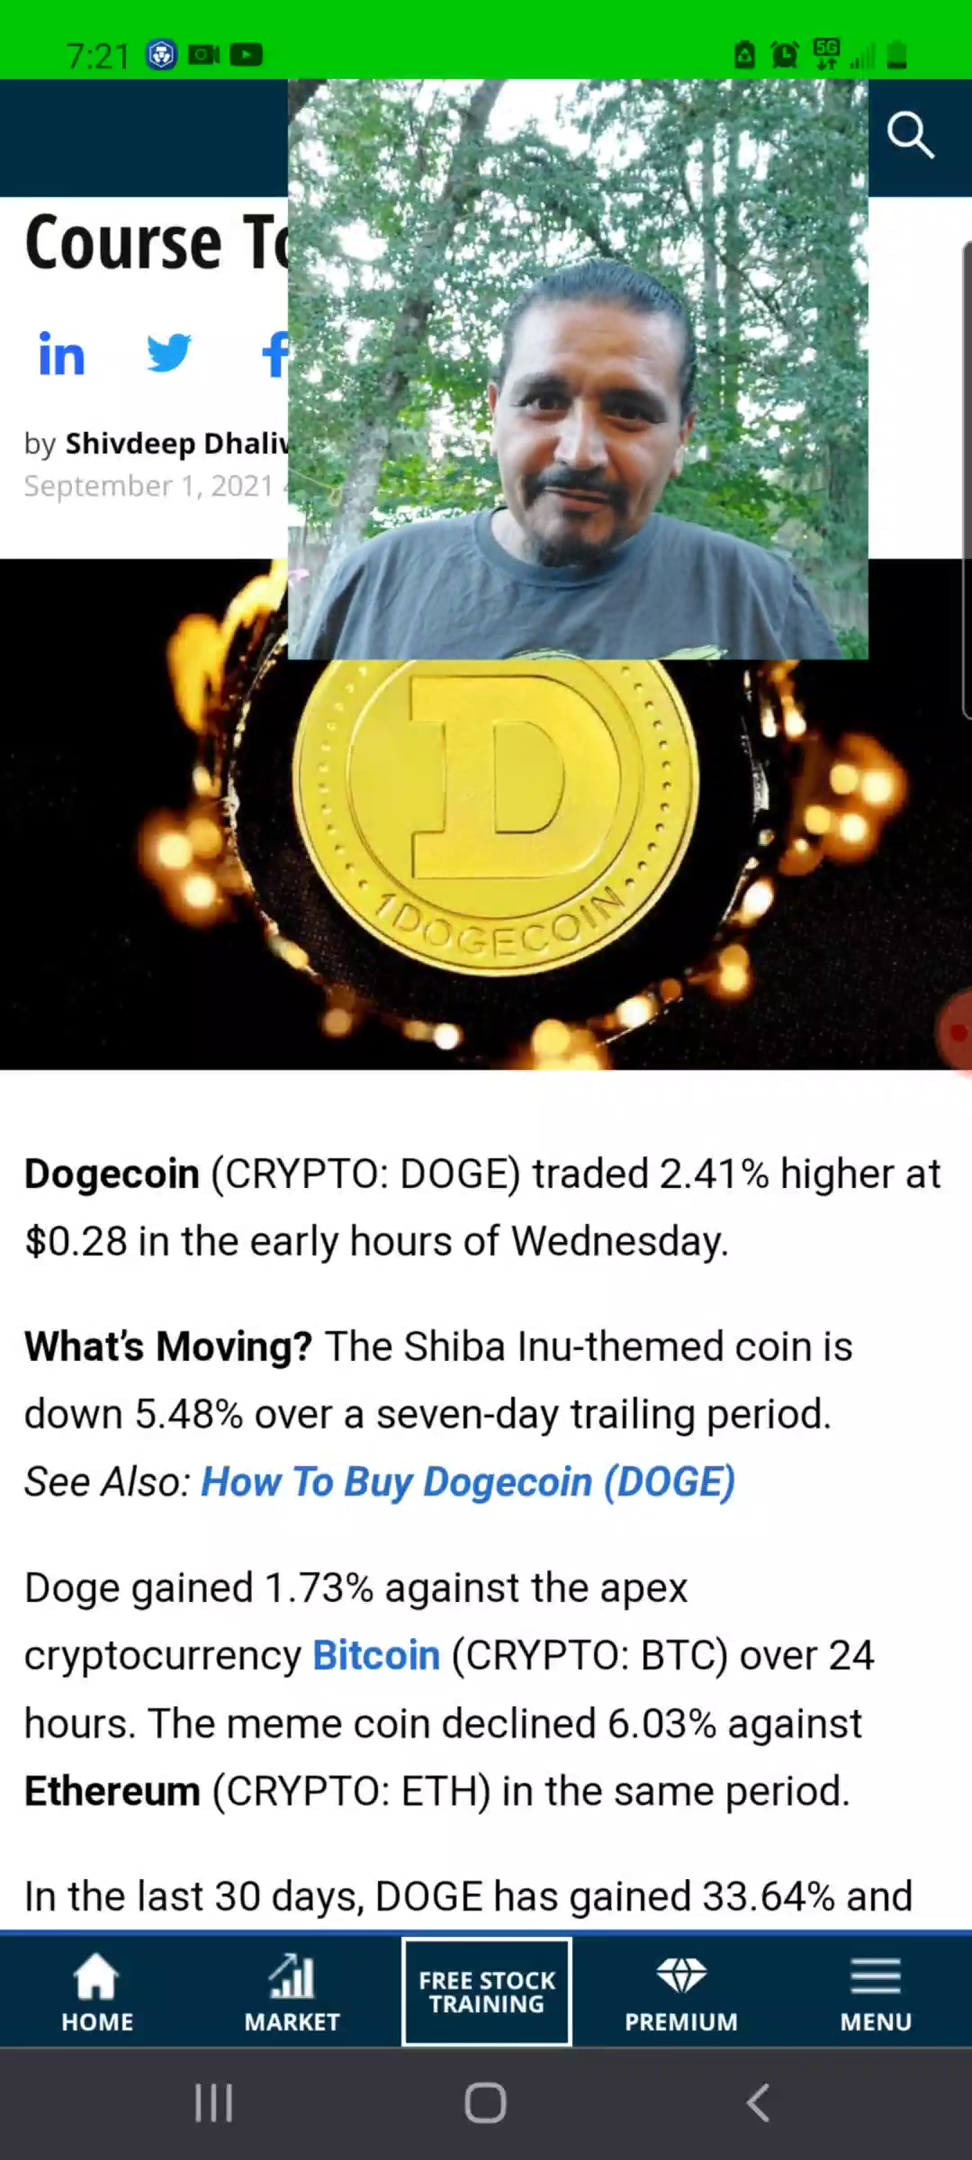 7:21
5G
Course To
in
f
by Shivdeep Dhaliw
September 1, 2021
D
1DOGECOIN
Dogecoin (CRYPTO: DOGE) traded 2.41% higher at
$0.28 in the early hours of Wednesday.
What's Moving? The Shiba Inu-themed coin is
down 5.48% over a seven-day trailing period.
See Also: How To Buy Dogecoin (DOGE)
Doge gained 1.73% against the apex
cryptocurrency Bitcoin (CRYPTO: BTC) over 24
hours. The meme coin declined 6.03% against
Ethereum (CRYPTO: ETH) in the same period.
In the last 30 days, DOGE has gained 33.64% and
HOME
MARKET
FREE STOCK
TRAINING
PREMIUM
MENU